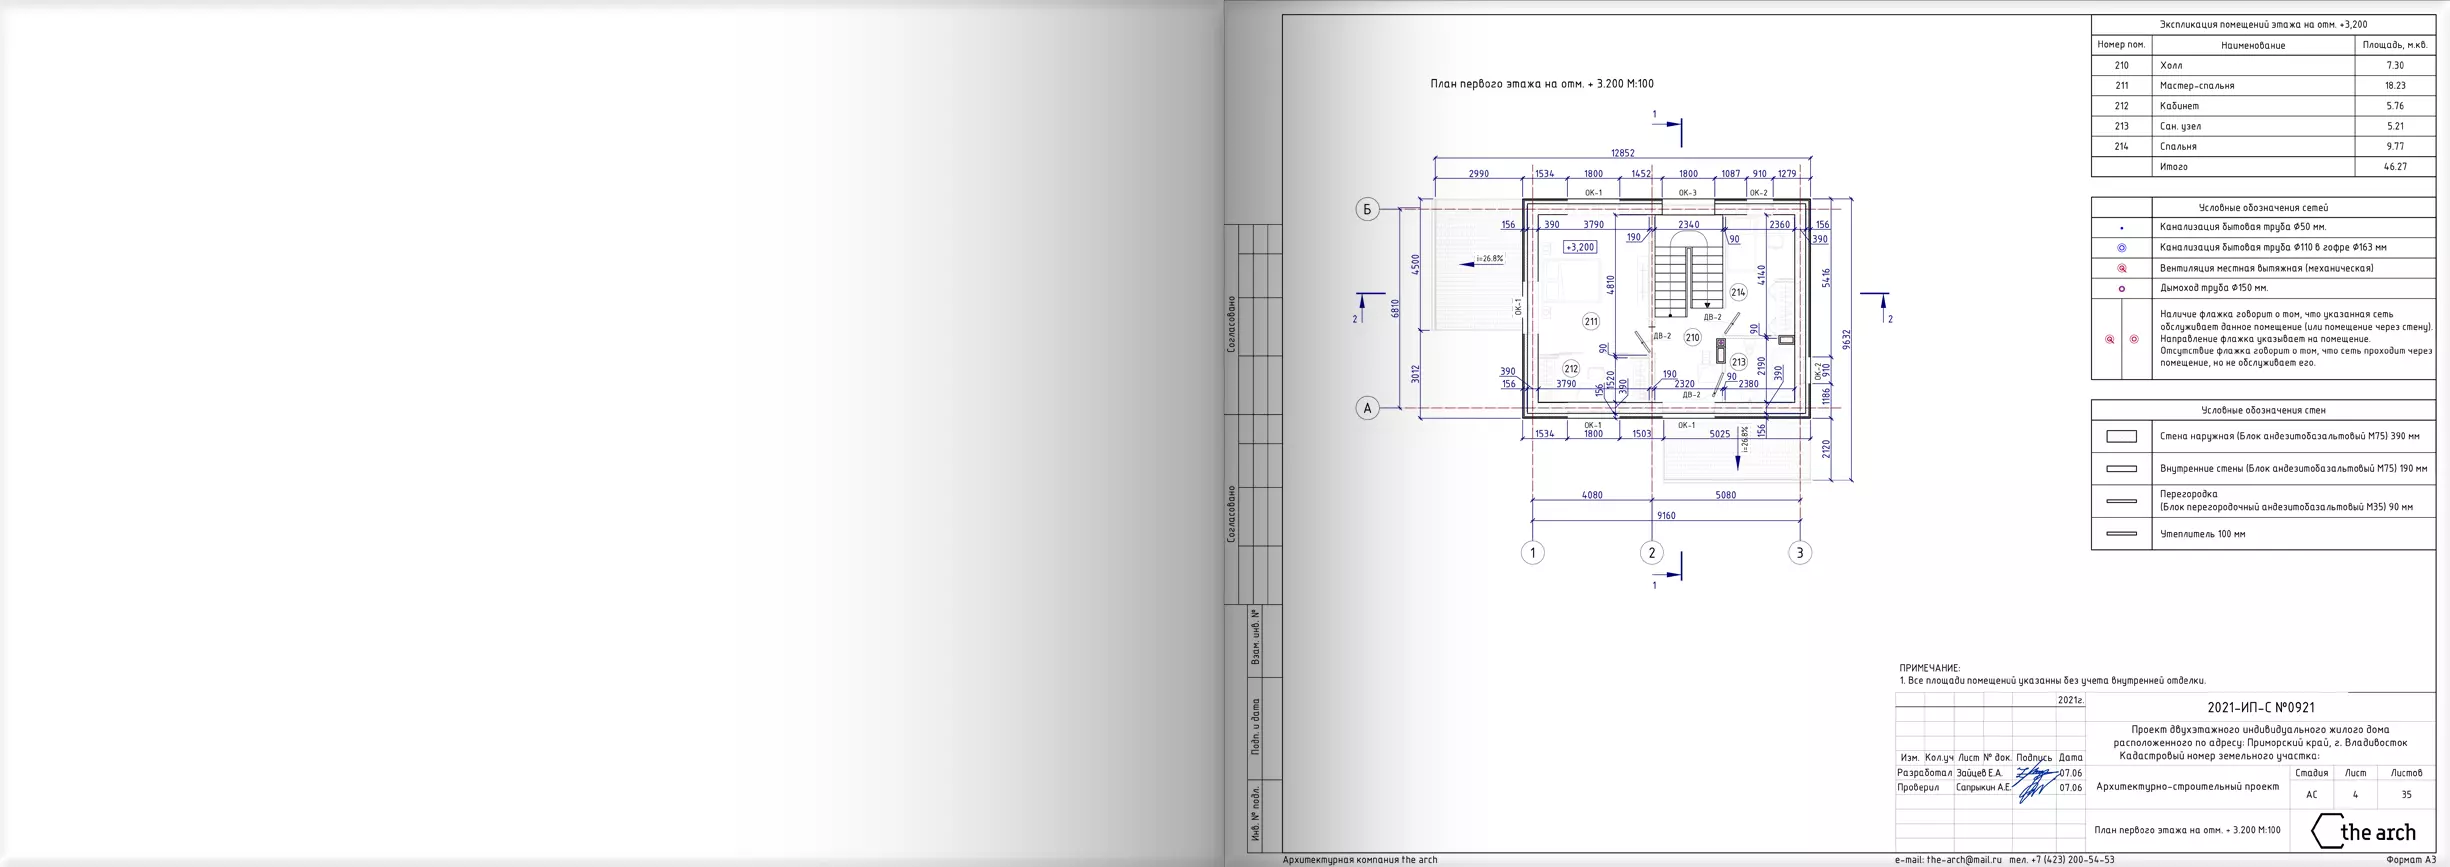 План первого этажа на отм. + 3.200 М:100
1
12852
2990 1534 1800 1452 1800 1087 910 1279
ОК-1 ОК-3 ОК-2
Б
156 390 3790 2340 2360 156
190 90 390
+3,200
i=26.8%
4500
6810
4810
4140
5416
214
2 2
ОК-1
211
ДВ-2
90
ДВ-2
210
9632
90
3012
212
213
2190
ОК-2
910
390
190
90
390
156 3790 2320 2380
1520
156
390
ДВ-2
1186
А
ОК-1 ОК-1
1534 1800 1503 5025
156
i=26.8%
2120
4080 5080
9160
1 2 3
1
Экспликация помещений этажа на отм. +3,200
Номер пом. Наименование Площадь, м.кв.
210 Холл 7.30
211 Мастер-спальня 18.23
212 Кабинет 5.76
213 Сан. узел 5.21
214 Спальня 9.77
Итого 46.27
Условные обозначения сетей
Канализация бытовая труба Ф50 мм.
Канализация бытовая труба Ф110 в гофре Ф163 мм
Вентиляция местная вытяжная (механическая)
Дымоход труба Ф150 мм.
Наличие флажка говорит о том, что указанная сеть
обслуживает данное помещение (или помещение через стену).
Направление флажка указывает на помещение.
Отсутствие флажка говорит о том, что сеть проходит через
помещение, но не обслуживает его.
Условные обозначения стен
Стена наружная (Блок андезитобазальтовый М75) 390 мм
Внутренние стены (Блок андезитобазальтовый М75) 190 мм
Перегородка
(Блок перегородочный андезитобазальтовый М35) 90 мм
Утеплитель 100 мм
Согласовано
Согласовано
Взам. инв. №
Подп. и дата
Инв. № подл.
ПРИМЕЧАНИЕ:
1. Все площади помещений указанны без учета внутренней отделки.
2021г.
2021-ИП-С №0921
Проект двухэтажного индивидуального жилого дома
расположенного по адресу: Приморский край, г. Владивосток
Кадастровый номер земельного участка:
Изм. Кол.уч Лист № док. Подпись Дата
Разработал Зайцев Е.А. 07.06
Проверил Сапрыкин А.Е. 07.06
Архитектурно-строительный проект
Стадия Лист Листов
АС 4 35
План первого этажа на отм. + 3.200 М:100
the arch
Архитектурная компания the arch
e-mail: the-arch@mail.ru тел. +7 (423) 200-54-53
Формат А3